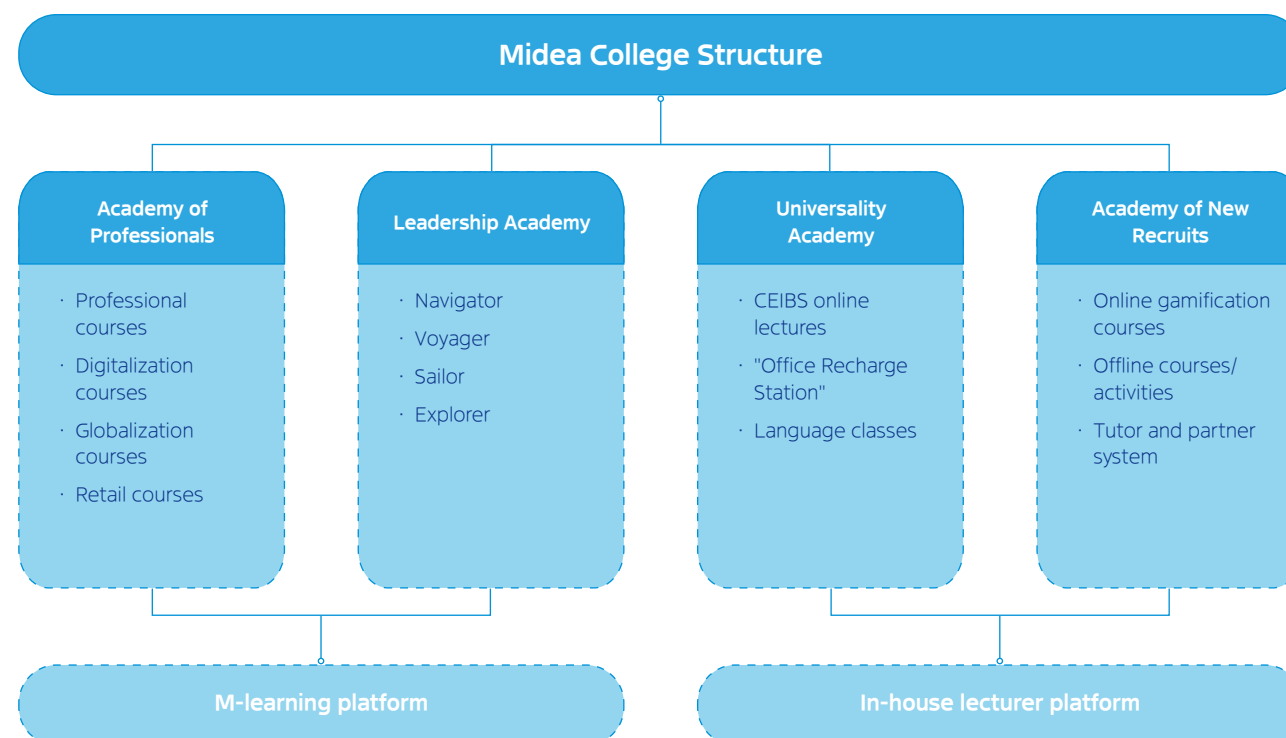 Midea College Structure
Academy of
Professionals
· Professional
courses
· Digitalization
courses
· Globalization
courses
· Retail courses
Leadership Academy
· Navigator
· Voyager
· Sailor
· Explorer
Universality
Academy
· CEIBS online
lectures
· "Office Recharge
Station"
· Language classes
Academy of New
Recruits
· Online gamification
courses
· Offline courses/
activities
· Tutor and partner
system
M-learning platform
In-house lecturer platform